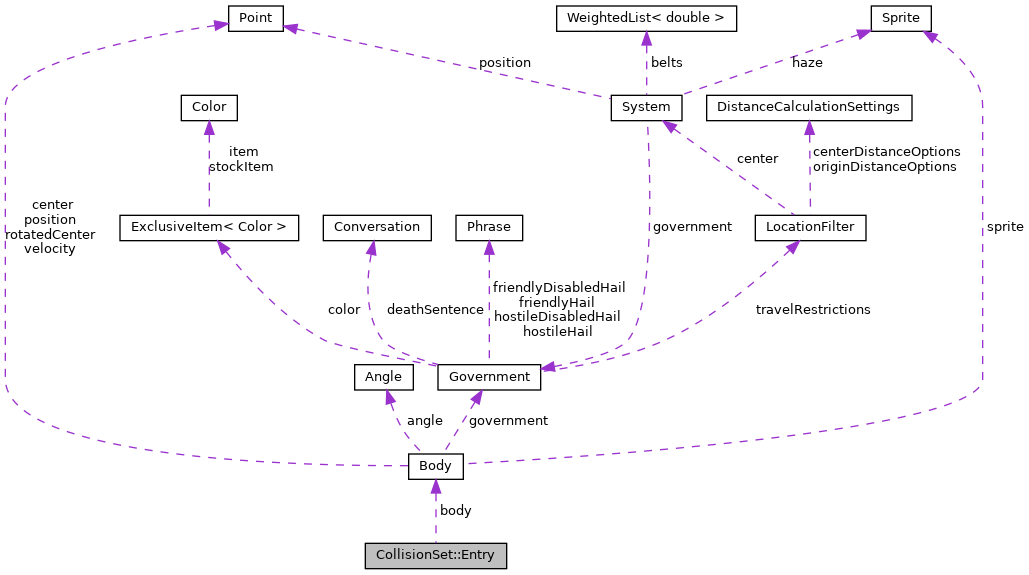 Point
WeightedList< double >
Sprite
position
belts
haze
Color
System
DistanceCalculationSettings
item
stockItem
center
centerDistanceOptions
originDistanceOptions
center
position
rotatedCenter
velocity
ExclusiveItem< Color >
Conversation
Phrase
government
LocationFilter
sprite
color
deathSentence
friendlyDisabledHail
friendlyHail
hostileDisabledHail
hostileHail
travelRestrictions
Angle
Government
angle
government
Body
body
CollisionSet::Entry